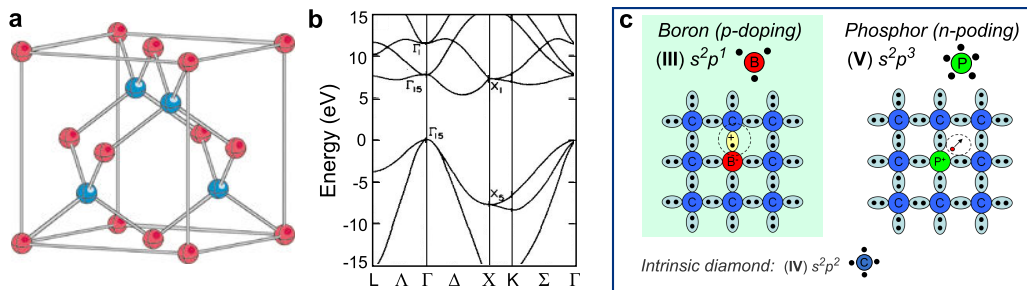 a
b
Energy (eV)
15
10
5
0
-5
-10
-15
Γ₁
Γ₁₅
X₁
Γ₁₅
X₅
L Λ Γ Δ X K Σ Γ
c
Boron (p-doping)
(III) s²p¹
B
Phosphor (n-poding)
(V) s²p³
P
C C C
+
C B⁻ C
C C C
C C C
C P⁺ C
C C C
Intrinsic diamond: (IV) s²p²
C